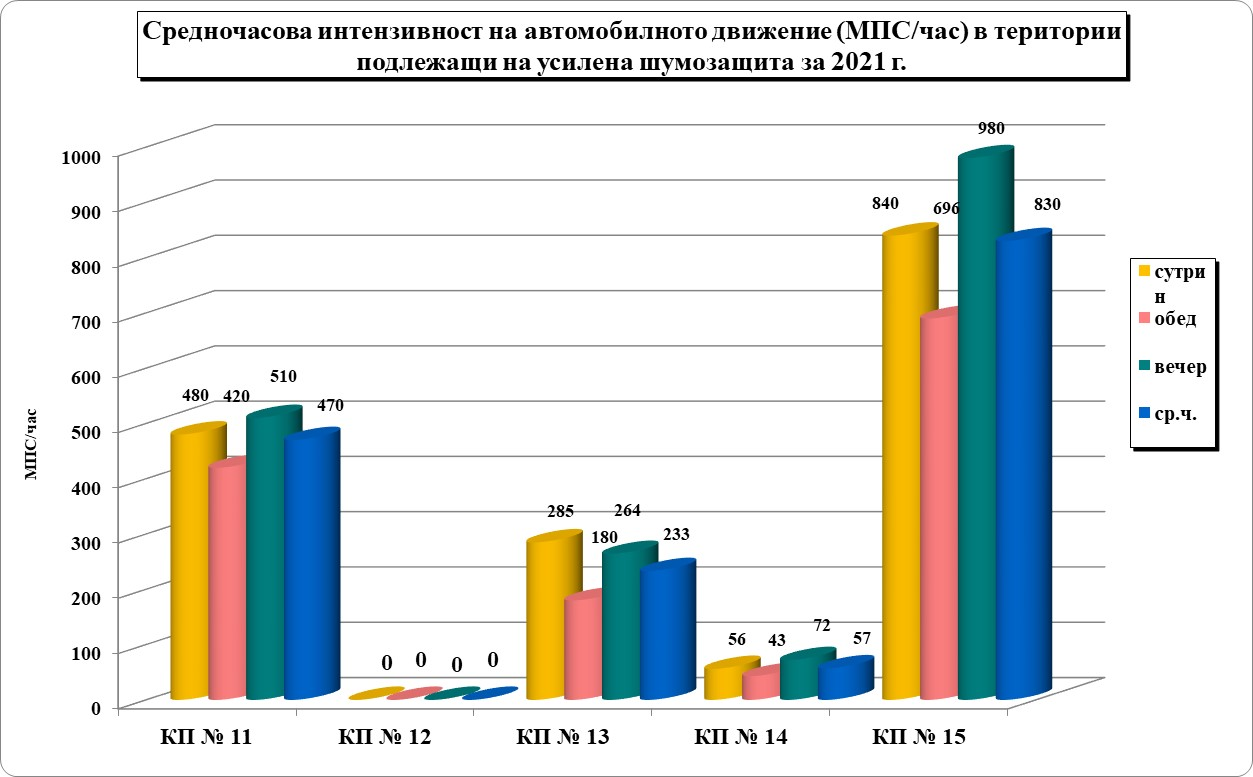 Средночасова интензивност на автомобилното движение (МПС/час) в територии
подлежащи на усилена шумозащита за 2021 г.
1000
900
800
700
600
500
400
300
200
100
0
МПС/час
480
420
510
470
0
0
0
0
285
180
264
233
56
43
72
57
840
696
980
830
КП № 11
КП № 12
КП № 13
КП № 14
КП № 15
сутри
н
обед
вечер
ср.ч.